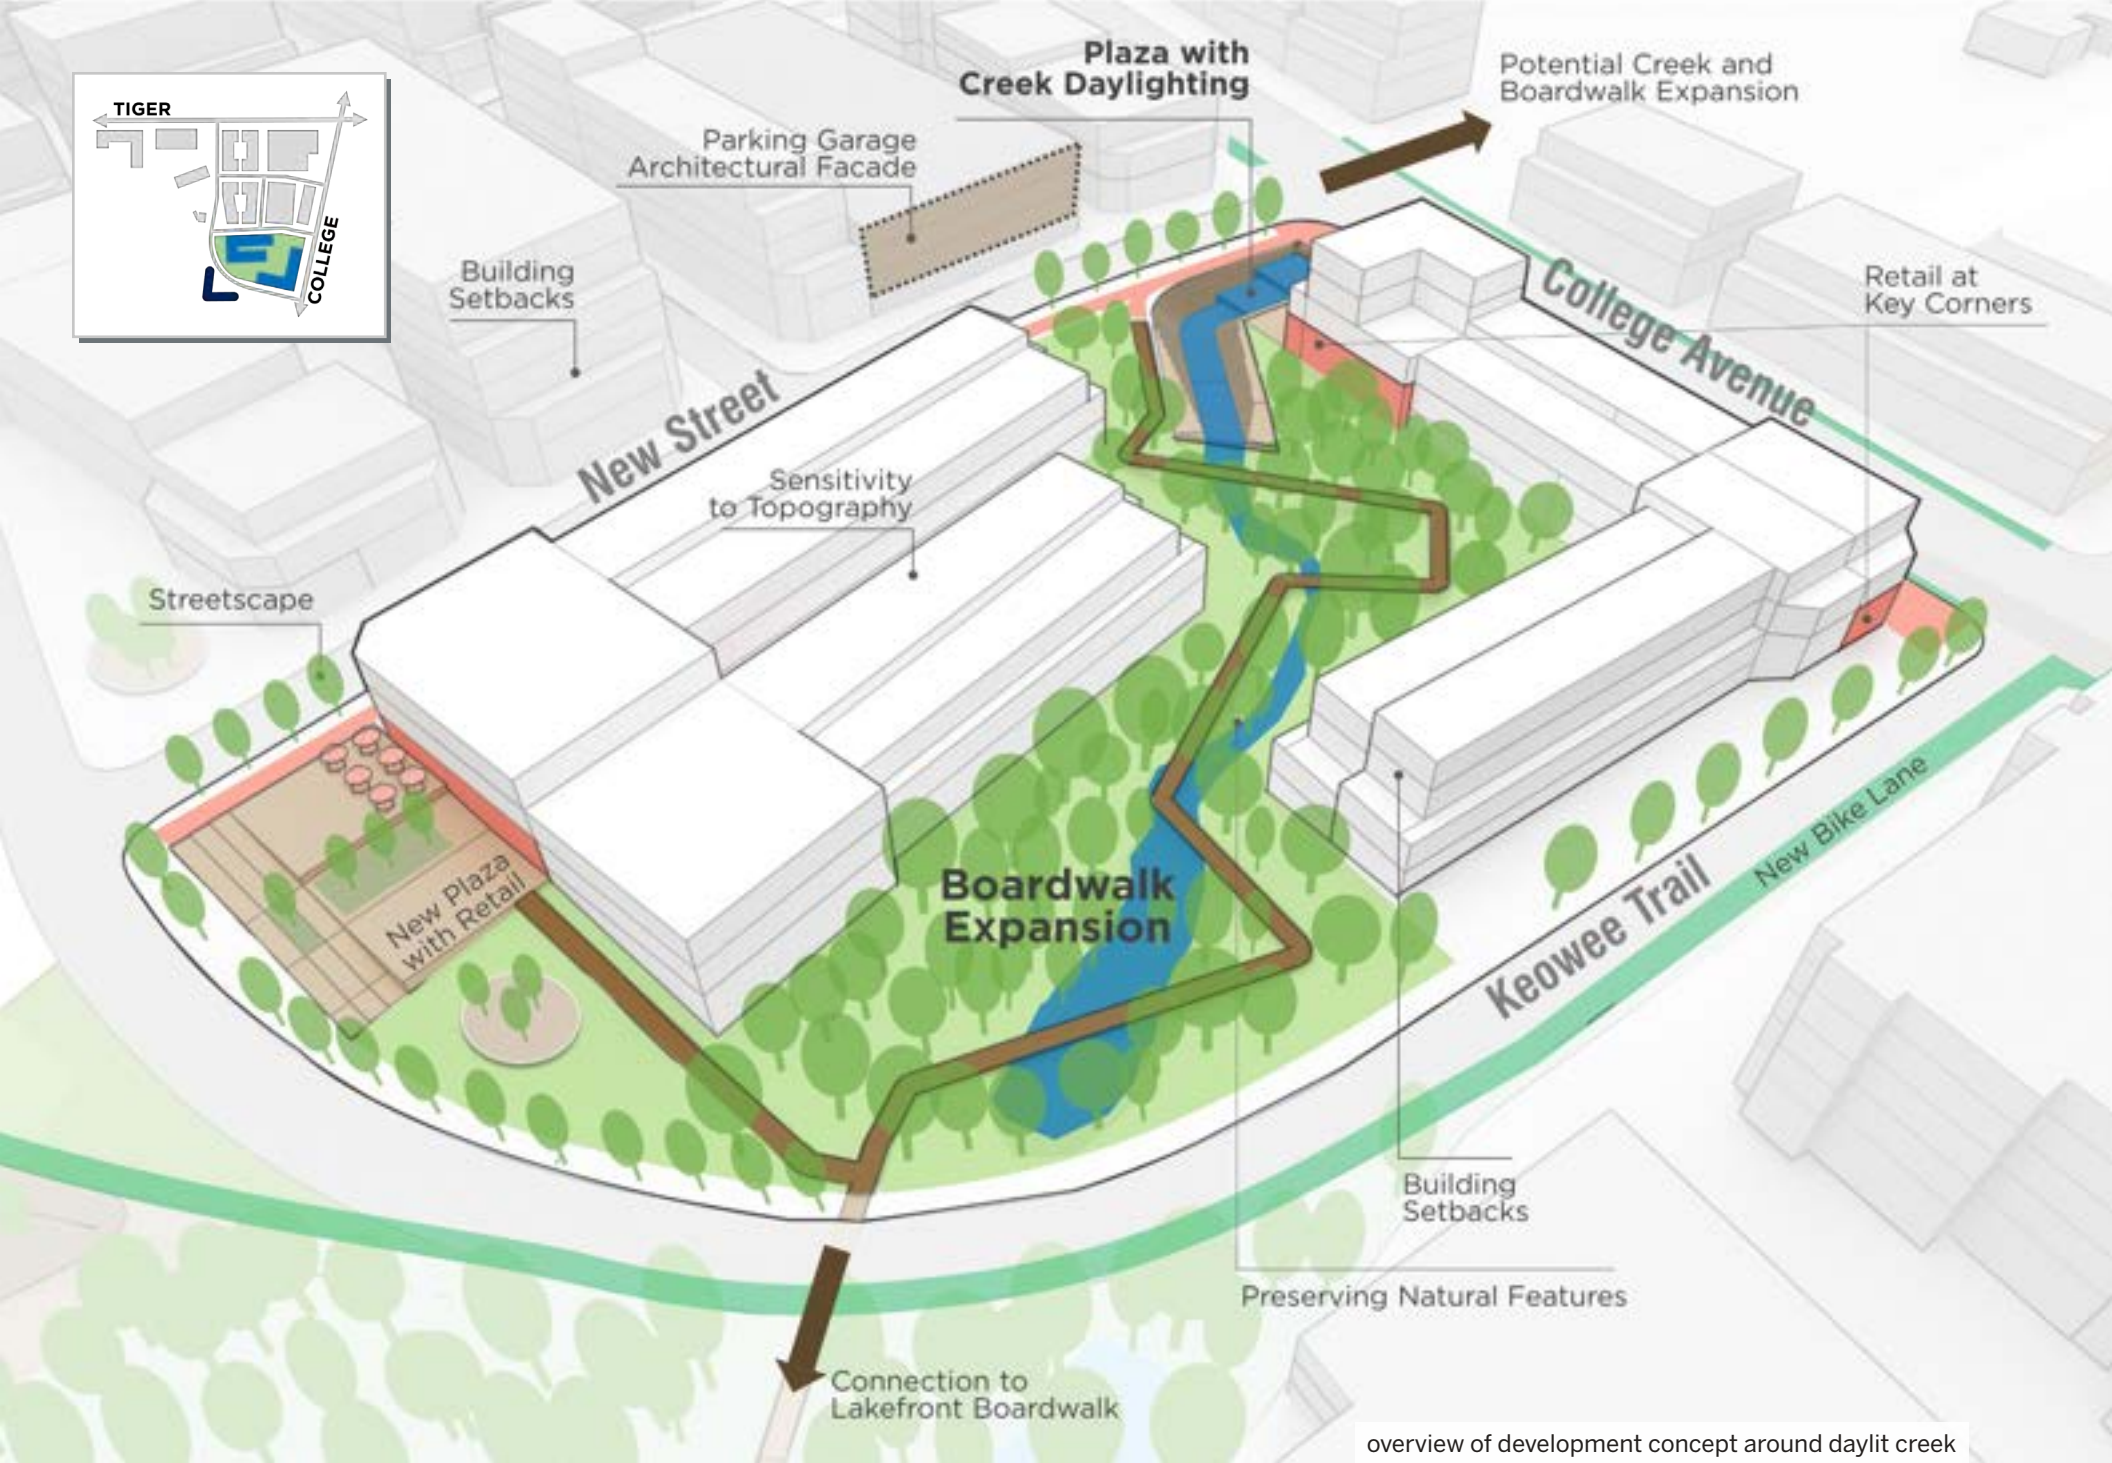 TIGER
COLLEGE
Plaza with
Creek Daylighting
Potential Creek and
Boardwalk Expansion
Parking Garage
Architectural Facade
Building
Setbacks
Retail at
Key Corners
College Avenue
New Street
Sensitivity
to Topography
Streetscape
New Plaza
with Retail
Boardwalk
Expansion
New Bike Lane
Keowee Trail
Building
Setbacks
Preserving Natural Features
Connection to
Lakefront Boardwalk
overview of development concept around daylit creek